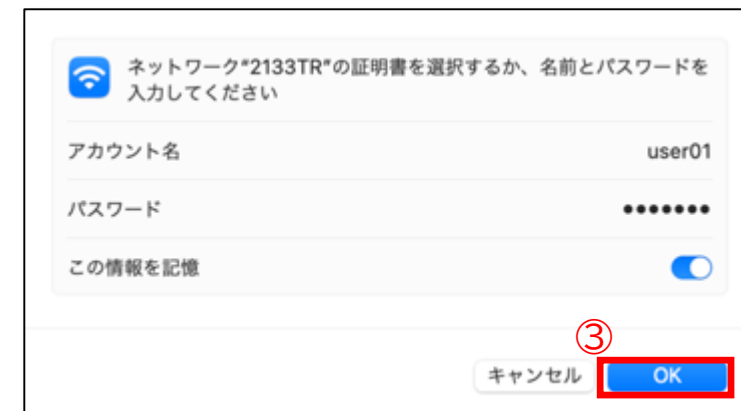 ネットワーク"2133TR"の証明書を選択するか、名前とパスワードを
入力してください
アカウント名 user01
パスワード •••••••
この情報を記憶
③
キャンセル OK